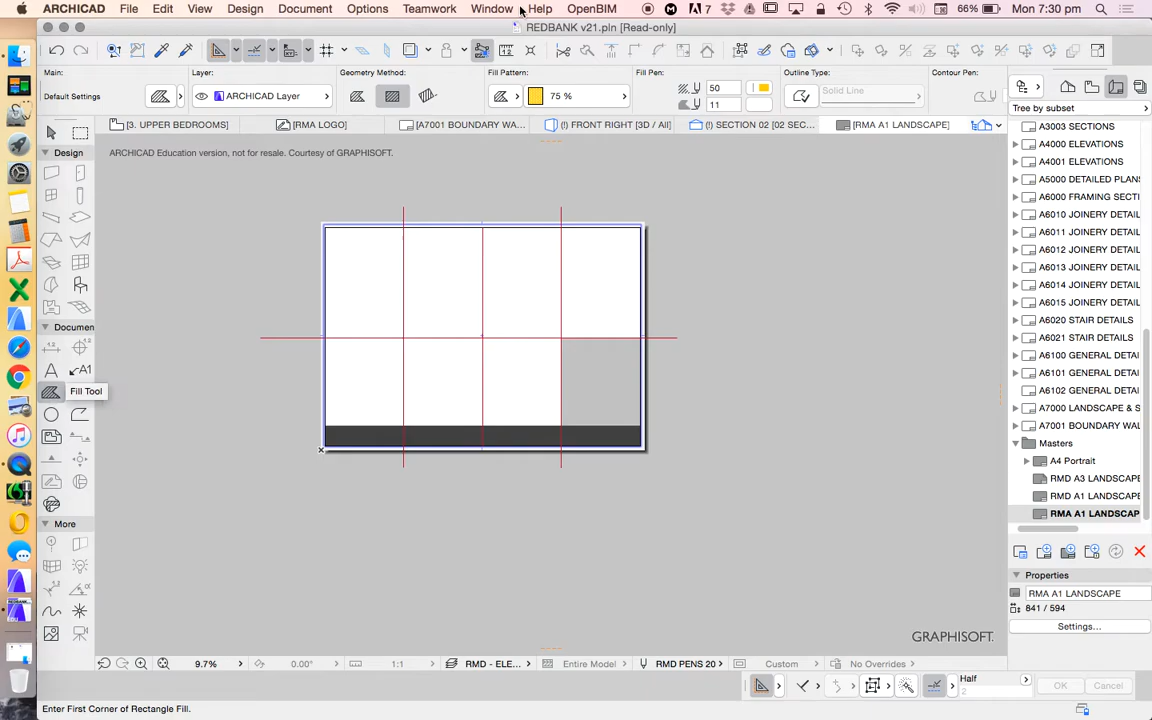 ARCHICAD File Edit View Design Document Options Teamwork Window Help OpenBIM 7 66% Mon 7:30 pm
REDBANK v21.pln [Read-only]
Main: Layer: Geometry Method: Fill Pattern: Fill Pen: Outline Type: Contour Pen:
Default Settings ARCHICAD Layer 75 % 50 Solid Line
11
Tree by subset
[3. UPPER BEDROOMS] [RMA LOGO] [A7001 BOUNDARY WA... (!) FRONT RIGHT [3D / All] (!) SECTION 02 [02 SEC... [RMA A1 LANDSCAPE]
ARCHICAD Education version, not for resale. Courtesy of GRAPHISOFT.
Design
Document
Fill Tool
More
A3003 SECTIONS
A4000 ELEVATIONS
A4001 ELEVATIONS
A5000 DETAILED PLAN
A6000 FRAMING SECTI
A6010 JOINERY DETAIL
A6011 JOINERY DETAIL
A6012 JOINERY DETAIL
A6013 JOINERY DETAIL
A6014 JOINERY DETAIL
A6015 JOINERY DETAIL
A6020 STAIR DETAILS
A6021 STAIR DETAILS
A6100 GENERAL DETAI
A6101 GENERAL DETAI
A6102 GENERAL DETAI
A7000 LANDSCAPE & S
A7001 BOUNDARY WAL
Masters
A4 Portrait
RMD A3 LANDSCAPE
RMD A1 LANDSCAPE
RMA A1 LANDSCAP
Properties
RMA A1 LANDSCAPE
841 / 594
Settings...
GRAPHISOFT.
9.7% 0.00° 1:1 RMD - ELE... Entire Model RMD PENS 20 Custom No Overrides
Half
2
OK Cancel
Enter First Corner of Rectangle Fill.